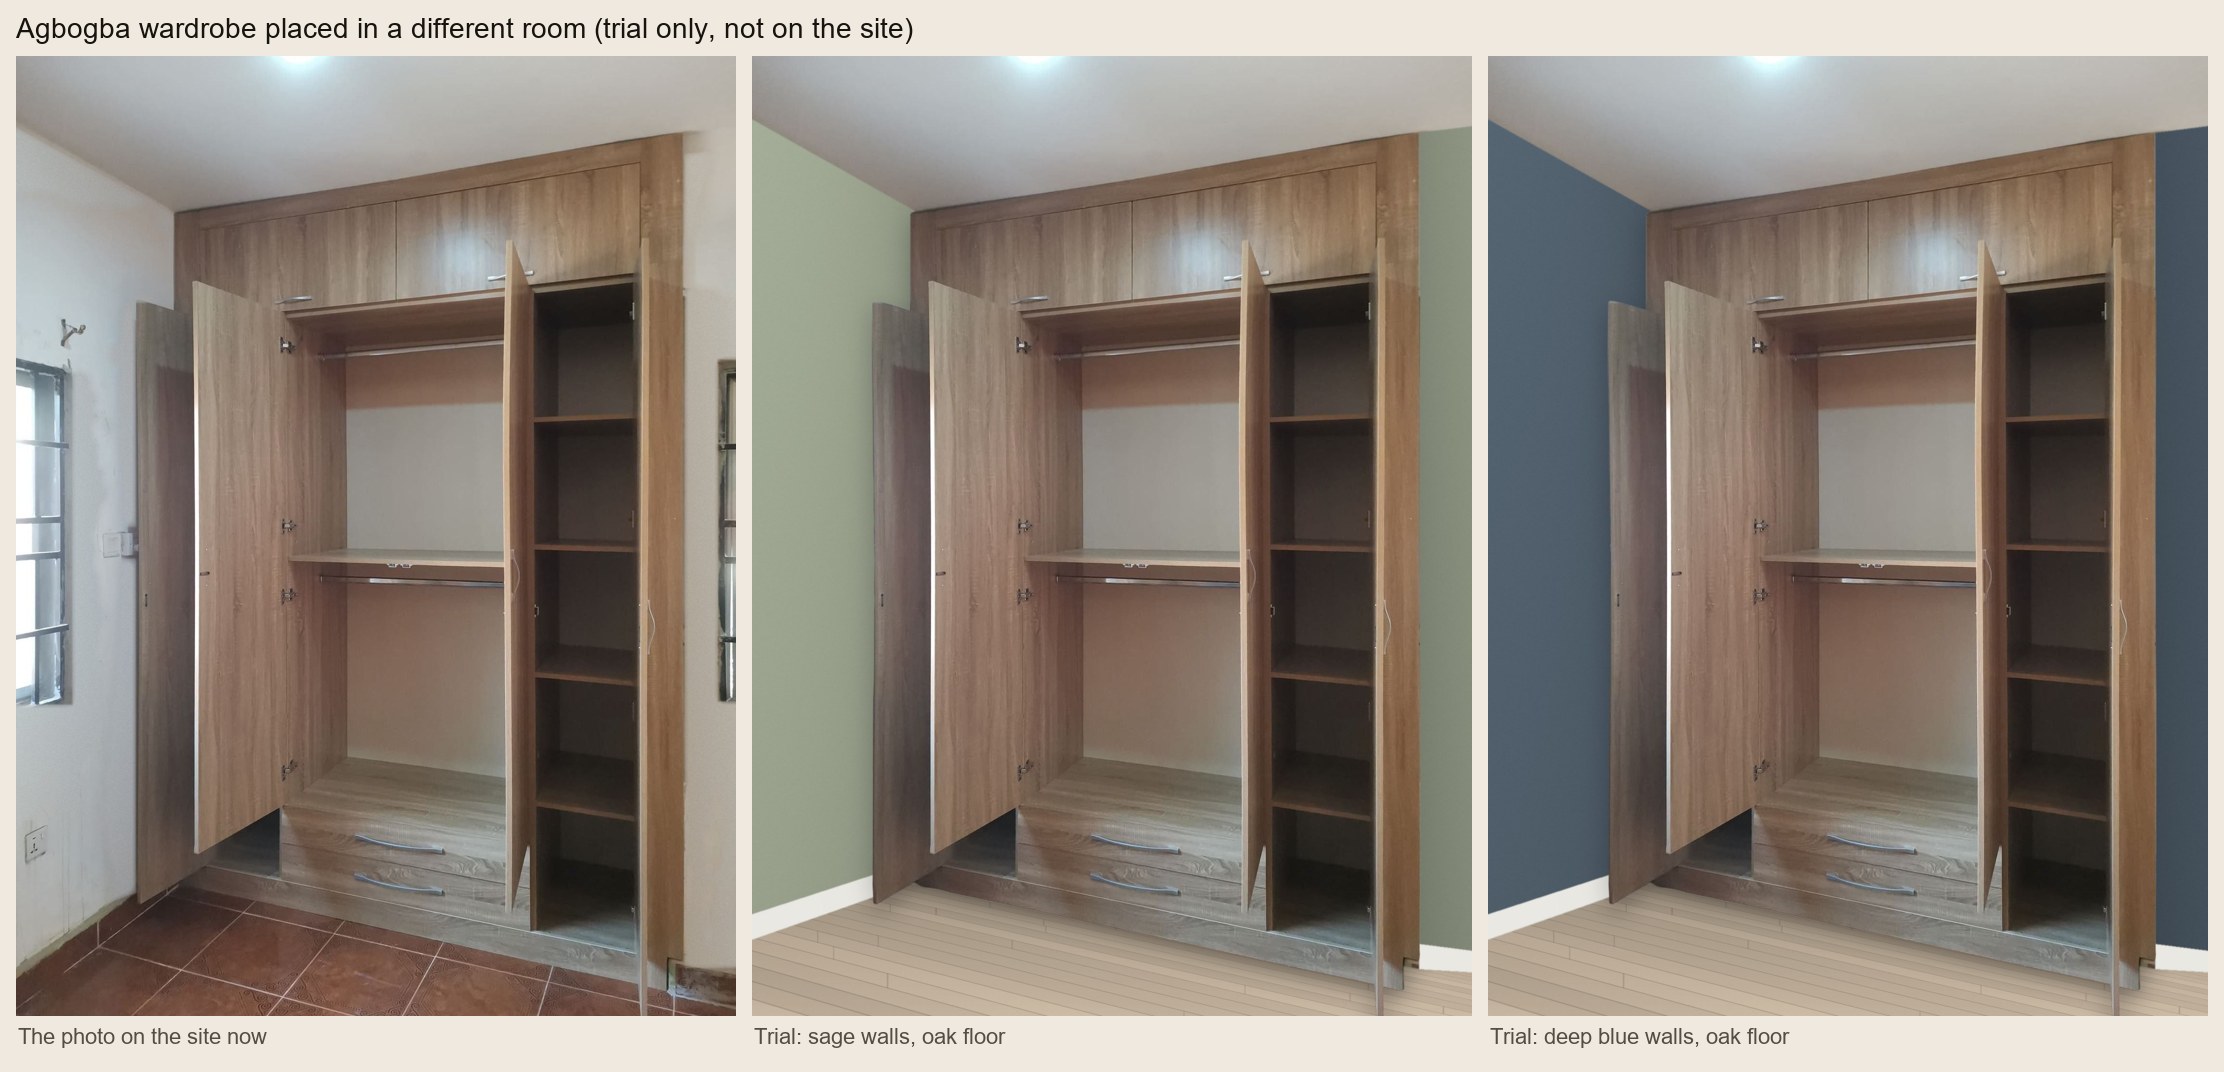 Agbogba wardrobe placed in a different room (trial only, not on the site)
The photo on the site now
Trial: sage walls, oak floor
Trial: deep blue walls, oak floor